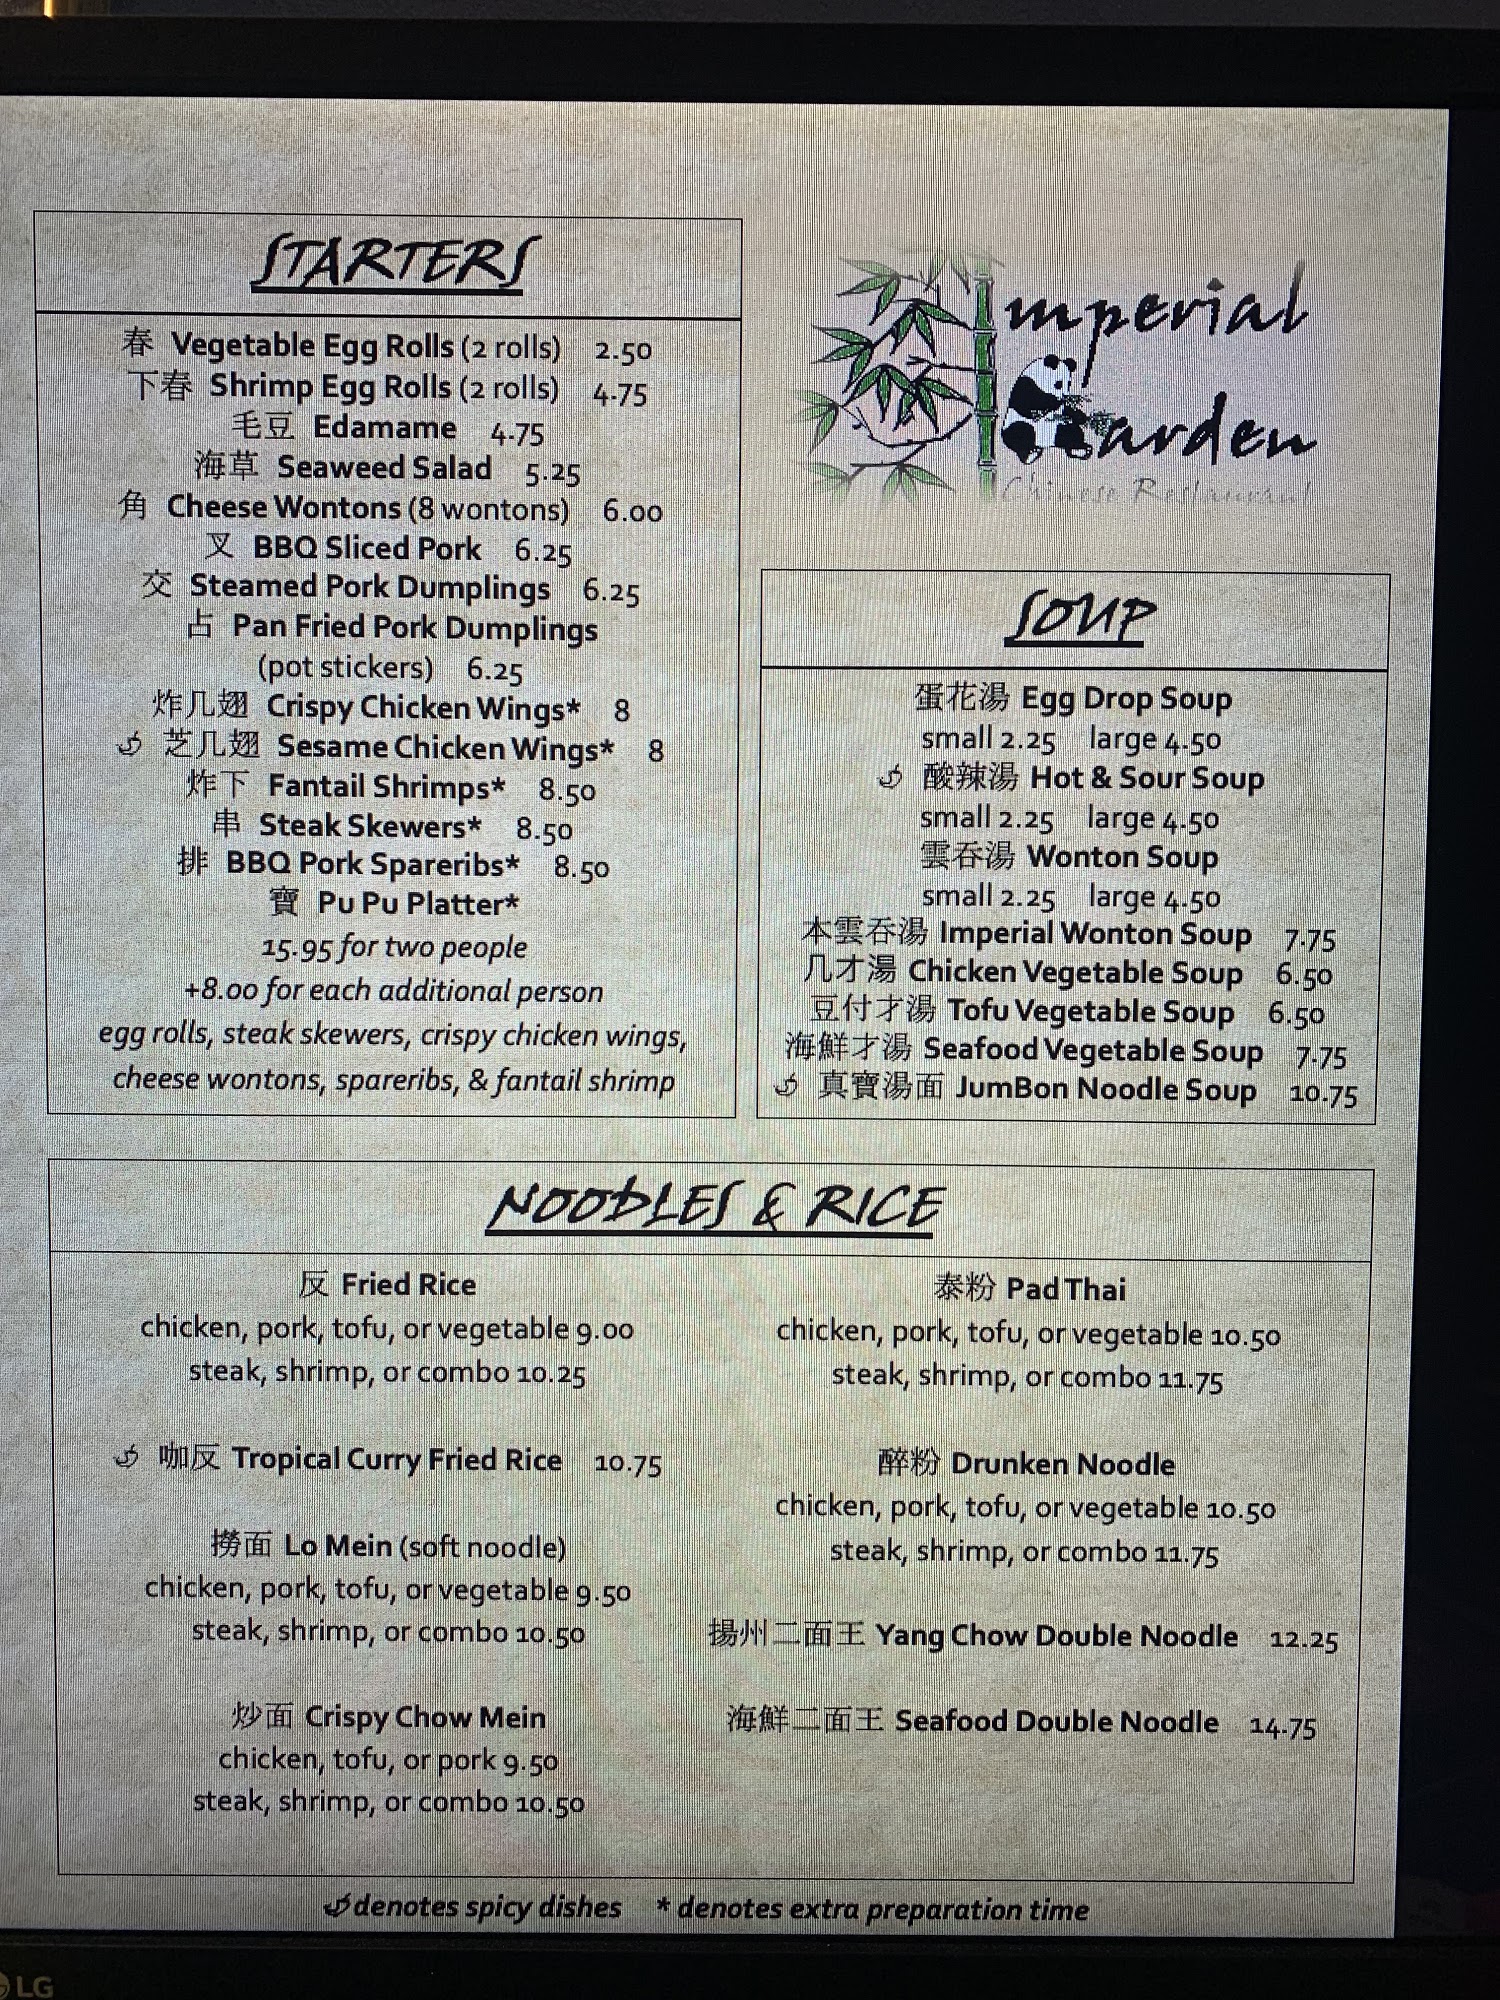 STARTERS
春 Vegetable Egg Rolls (2 rolls) 2.50
下春 Shrimp Egg Rolls (2 rolls) 4.75
毛豆 Edamame 4.75
海草 Seaweed Salad 5.25
角 Cheese Wontons (8 wontons) 6.00
叉 BBQ Sliced Pork 6.25
交 Steamed Pork Dumplings 6.25
占 Pan Fried Pork Dumplings
(pot stickers) 6.25
炸几翅 Crispy Chicken Wings* 8
芝几翅 Sesame Chicken Wings* 8
炸下 Fantail Shrimps* 8.50
串 Steak Skewers* 8.50
排 BBQ Pork Spareribs* 8.50
寶 Pu Pu Platter*
15.95 for two people
+8.00 for each additional person
egg rolls, steak skewers, crispy chicken wings,
cheese wontons, spareribs, & fantail shrimp
Imperial
Garden
Chinese Restaurant
SOUP
蛋花湯 Egg Drop Soup
small 2.25 large 4.50
酸辣湯 Hot & Sour Soup
small 2.25 large 4.50
雲吞湯 Wonton Soup
small 2.25 large 4.50
本雲吞湯 Imperial Wonton Soup 7.75
几才湯 Chicken Vegetable Soup 6.50
豆付才湯 Tofu Vegetable Soup 6.50
海鮮才湯 Seafood Vegetable Soup 7.75
真寶湯面 JumBon Noodle Soup 10.75
NOODLES & RICE
反 Fried Rice
chicken, pork, tofu, or vegetable 9.00
steak, shrimp, or combo 10.25
咖反 Tropical Curry Fried Rice 10.75
撈面 Lo Mein (soft noodle)
chicken, pork, tofu, or vegetable 9.50
steak, shrimp, or combo 10.50
炒面 Crispy Chow Mein
chicken, tofu, or pork 9.50
steak, shrimp, or combo 10.50
泰粉 Pad Thai
chicken, pork, tofu, or vegetable 10.50
steak, shrimp, or combo 11.75
醉粉 Drunken Noodle
chicken, pork, tofu, or vegetable 10.50
steak, shrimp, or combo 11.75
揚州二面王 Yang Chow Double Noodle 12.25
海鮮二面王 Seafood Double Noodle 14.75
denotes spicy dishes * denotes extra preparation time
LG